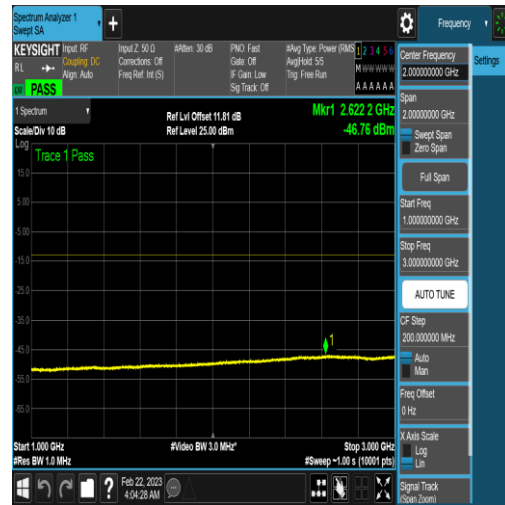 Spectrum Analyzer 1
Swept SA
Frequency
KEYSIGHT
Input: RF
Coupling: DC
Align: Auto
Input Z: 50 Ω
Corrections: Off
Freq Ref: Int (S)
#Atten: 30 dB
PNO: Fast
Gate: Off
IF Gain: Low
Sig Track: Off
#Avg Type: Power (RMS
Avg|Hold: 5/5
Trig: Free Run
1 2 3 4 5 6
M W W W W W
A A A A A A
RL
PASS
1 Spectrum
Scale/Div 10 dB
Ref Lvl Offset 11.81 dB
Ref Level 25.00 dBm
Mkr1 2.622 2 GHz
-46.76 dBm
Log
Trace 1 Pass
15.0
5.00
-5.00
-15.0
-25.0
-35.0
-45.0
-55.0
-65.0
1
Start 1.000 GHz
#Res BW 1.0 MHz
#Video BW 3.0 MHz*
Stop 3.000 GHz
#Sweep ~1.00 s (10001 pts)
Feb 22, 2023
4:04:28 AM
Center Frequency
2.000000000 GHz
Settings
Span
2.00000000 GHz
Swept Span
Zero Span
Full Span
Start Freq
1.000000000 GHz
Stop Freq
3.000000000 GHz
AUTO TUNE
CF Step
200.000000 MHz
Auto
Man
Freq Offset
0 Hz
X Axis Scale
Log
Lin
Signal Track
(Span Zoom)